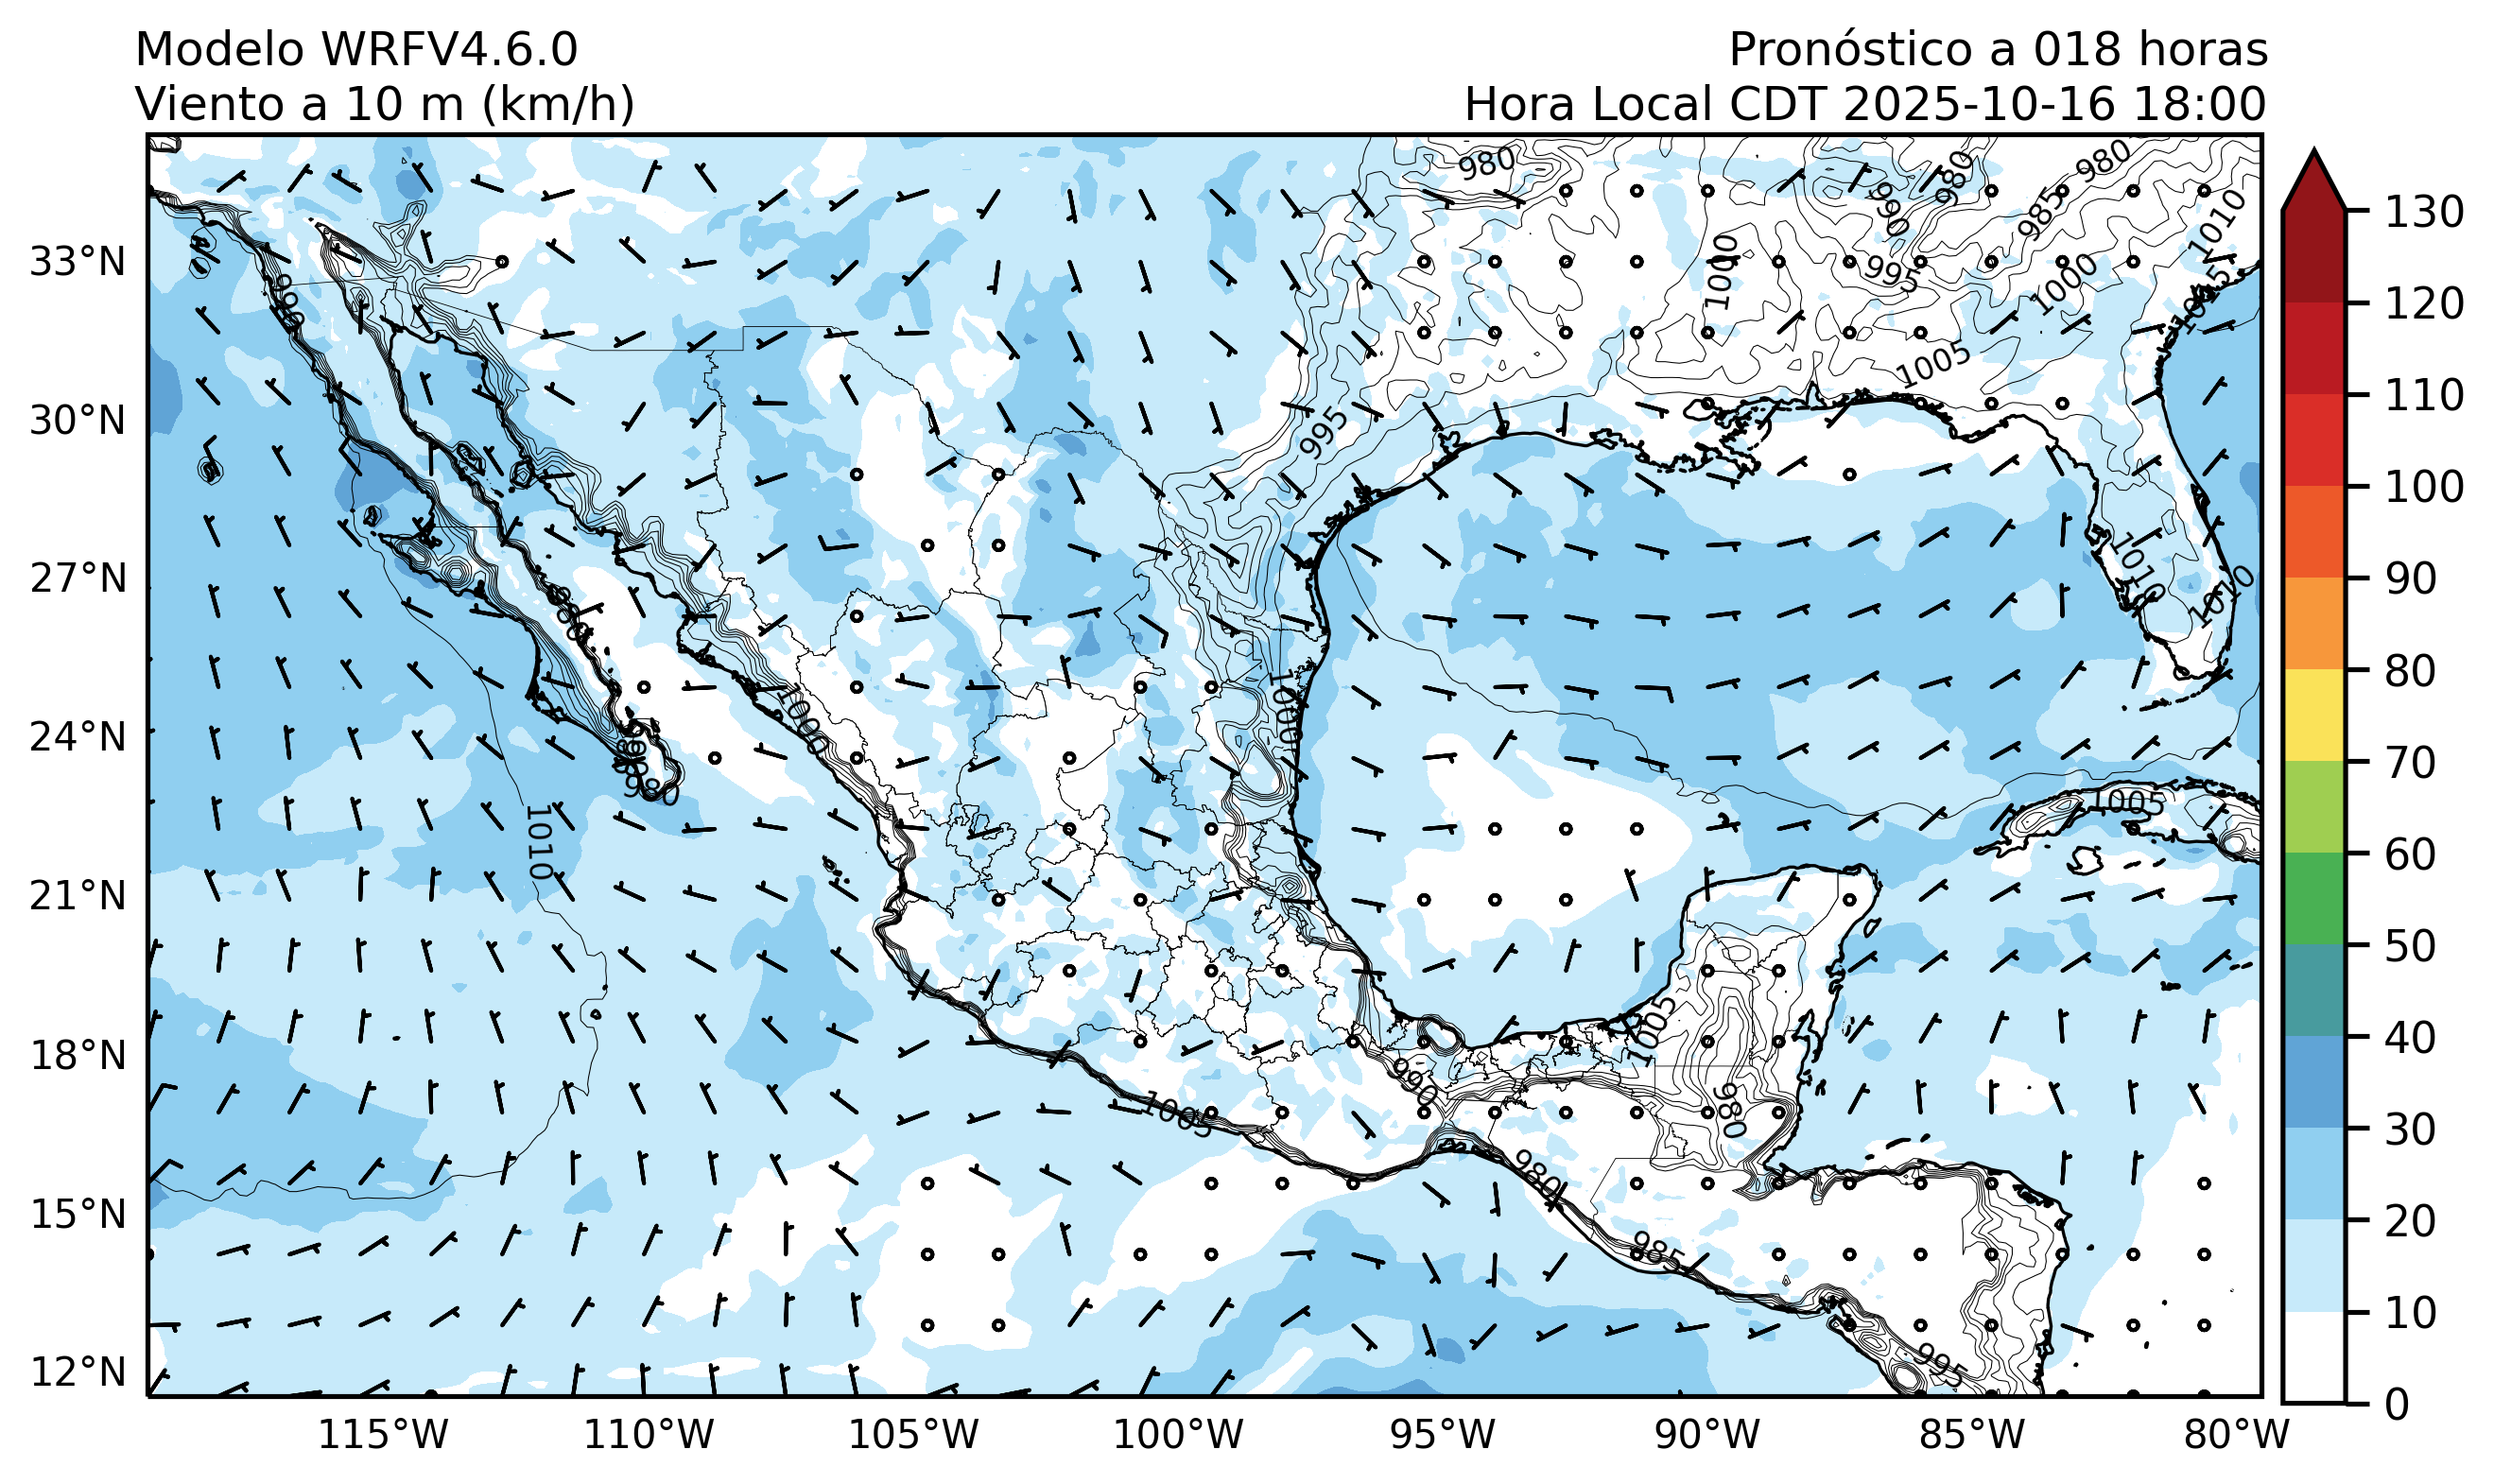 Modelo WRFV4.6.0
Viento a 10 m (km/h)
Pronóstico a 018 horas
Hora Local CDT 2025-10-16 18:00
33°N
30°N
27°N
24°N
21°N
18°N
15°N
12°N
115°W
110°W
105°W
100°W
95°W
90°W
85°W
80°W
130
120
110
100
90
80
70
60
50
40
30
20
10
0
980
980
980
990
985
1010
995
1000
1000
1015
1005
995
1010
1010
1000
1000
980
1010
1005
1005
990
980
1005
980
985
995